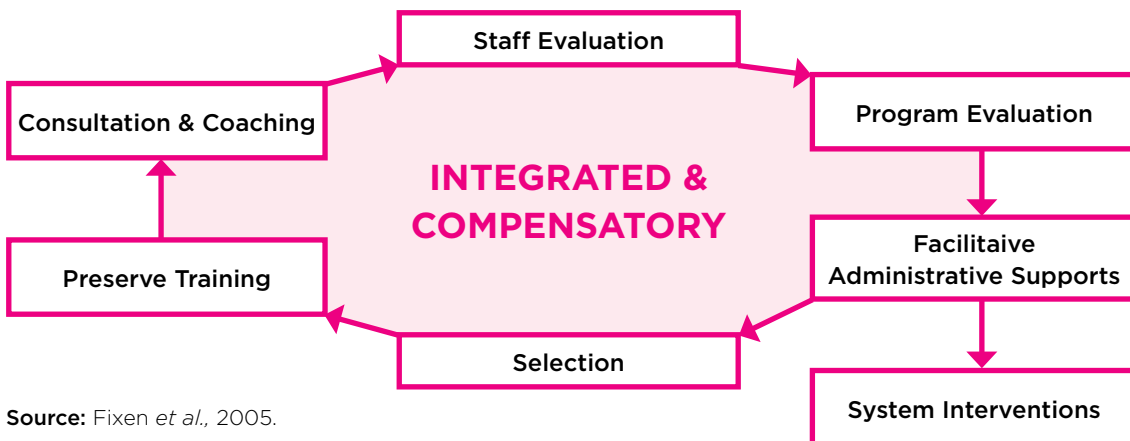 Staff Evaluation
Consultation & Coaching
Program Evaluation
INTEGRATED &
COMPENSATORY
Preserve Training
Facilitaive
Administrative Supports
Selection
System Interventions
Source: Fixen et al., 2005.